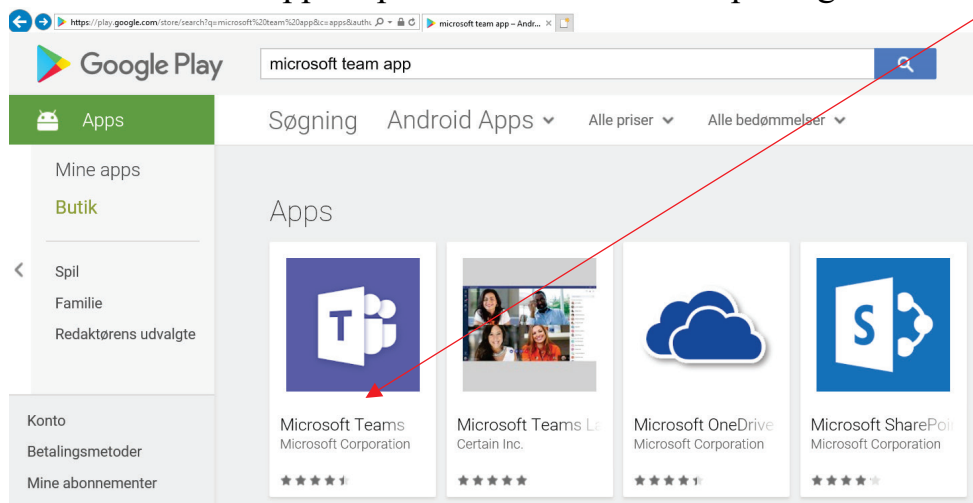 https://play.google.com/store/search?q=microsoft%20team%20app&c=apps&authu
microsoft team app – Andr...
Google Play
microsoft team app
Apps
Søgning
Android Apps
Alle priser
Alle bedømmelser
Mine apps
Butik
Spil
Familie
Redaktørens udvalgte
Konto
Betalingsmetoder
Mine abonnementer
Apps
T
S
Microsoft Teams
Microsoft Corporation
Microsoft Teams La
Certain Inc.
Microsoft OneDrive
Microsoft Corporation
Microsoft SharePoi
Microsoft Corporation